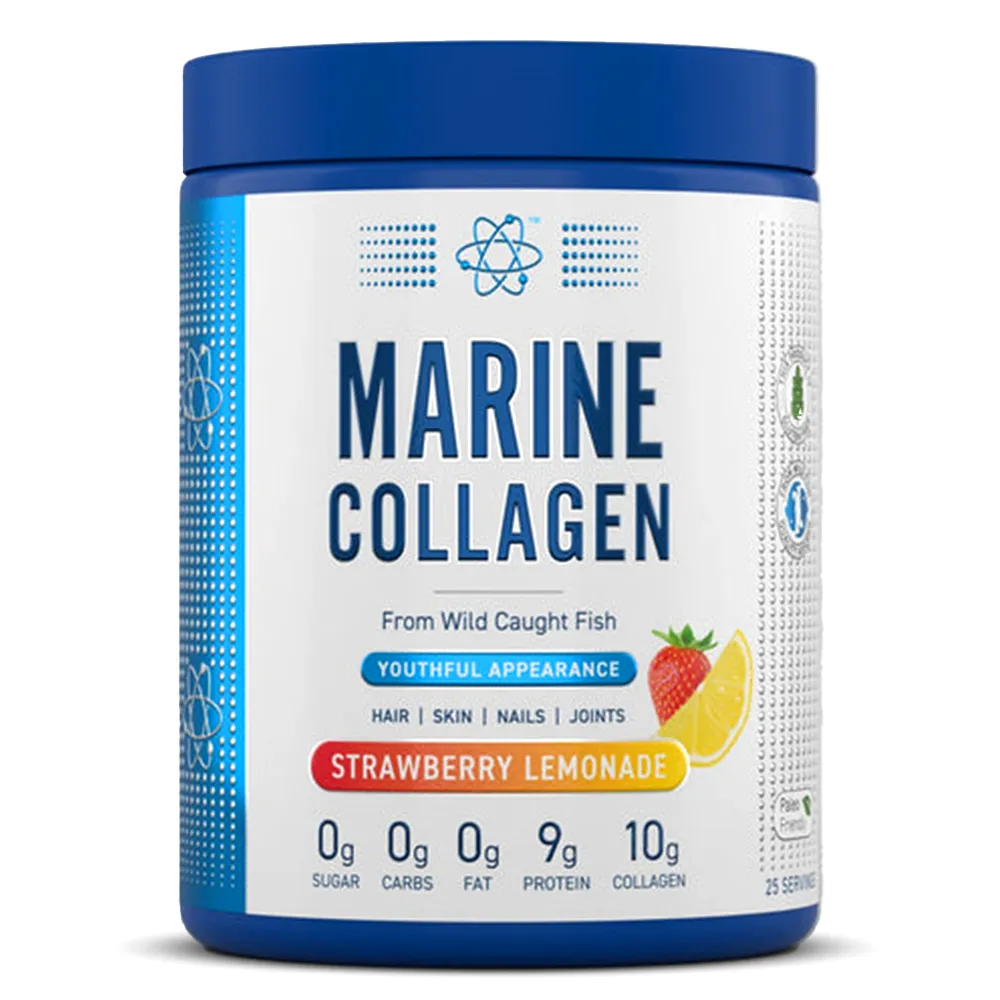 ™
MARINE
COLLAGEN
From Wild Caught Fish
YOUTHFUL APPEARANCE
HAIR | SKIN | NAILS | JOINTS
STRAWBERRY LEMONADE
0g 0g 0g 9g 10g
SUGAR CARBS FAT PROTEIN COLLAGEN
Paleo
Friendly
25 SERVINGS